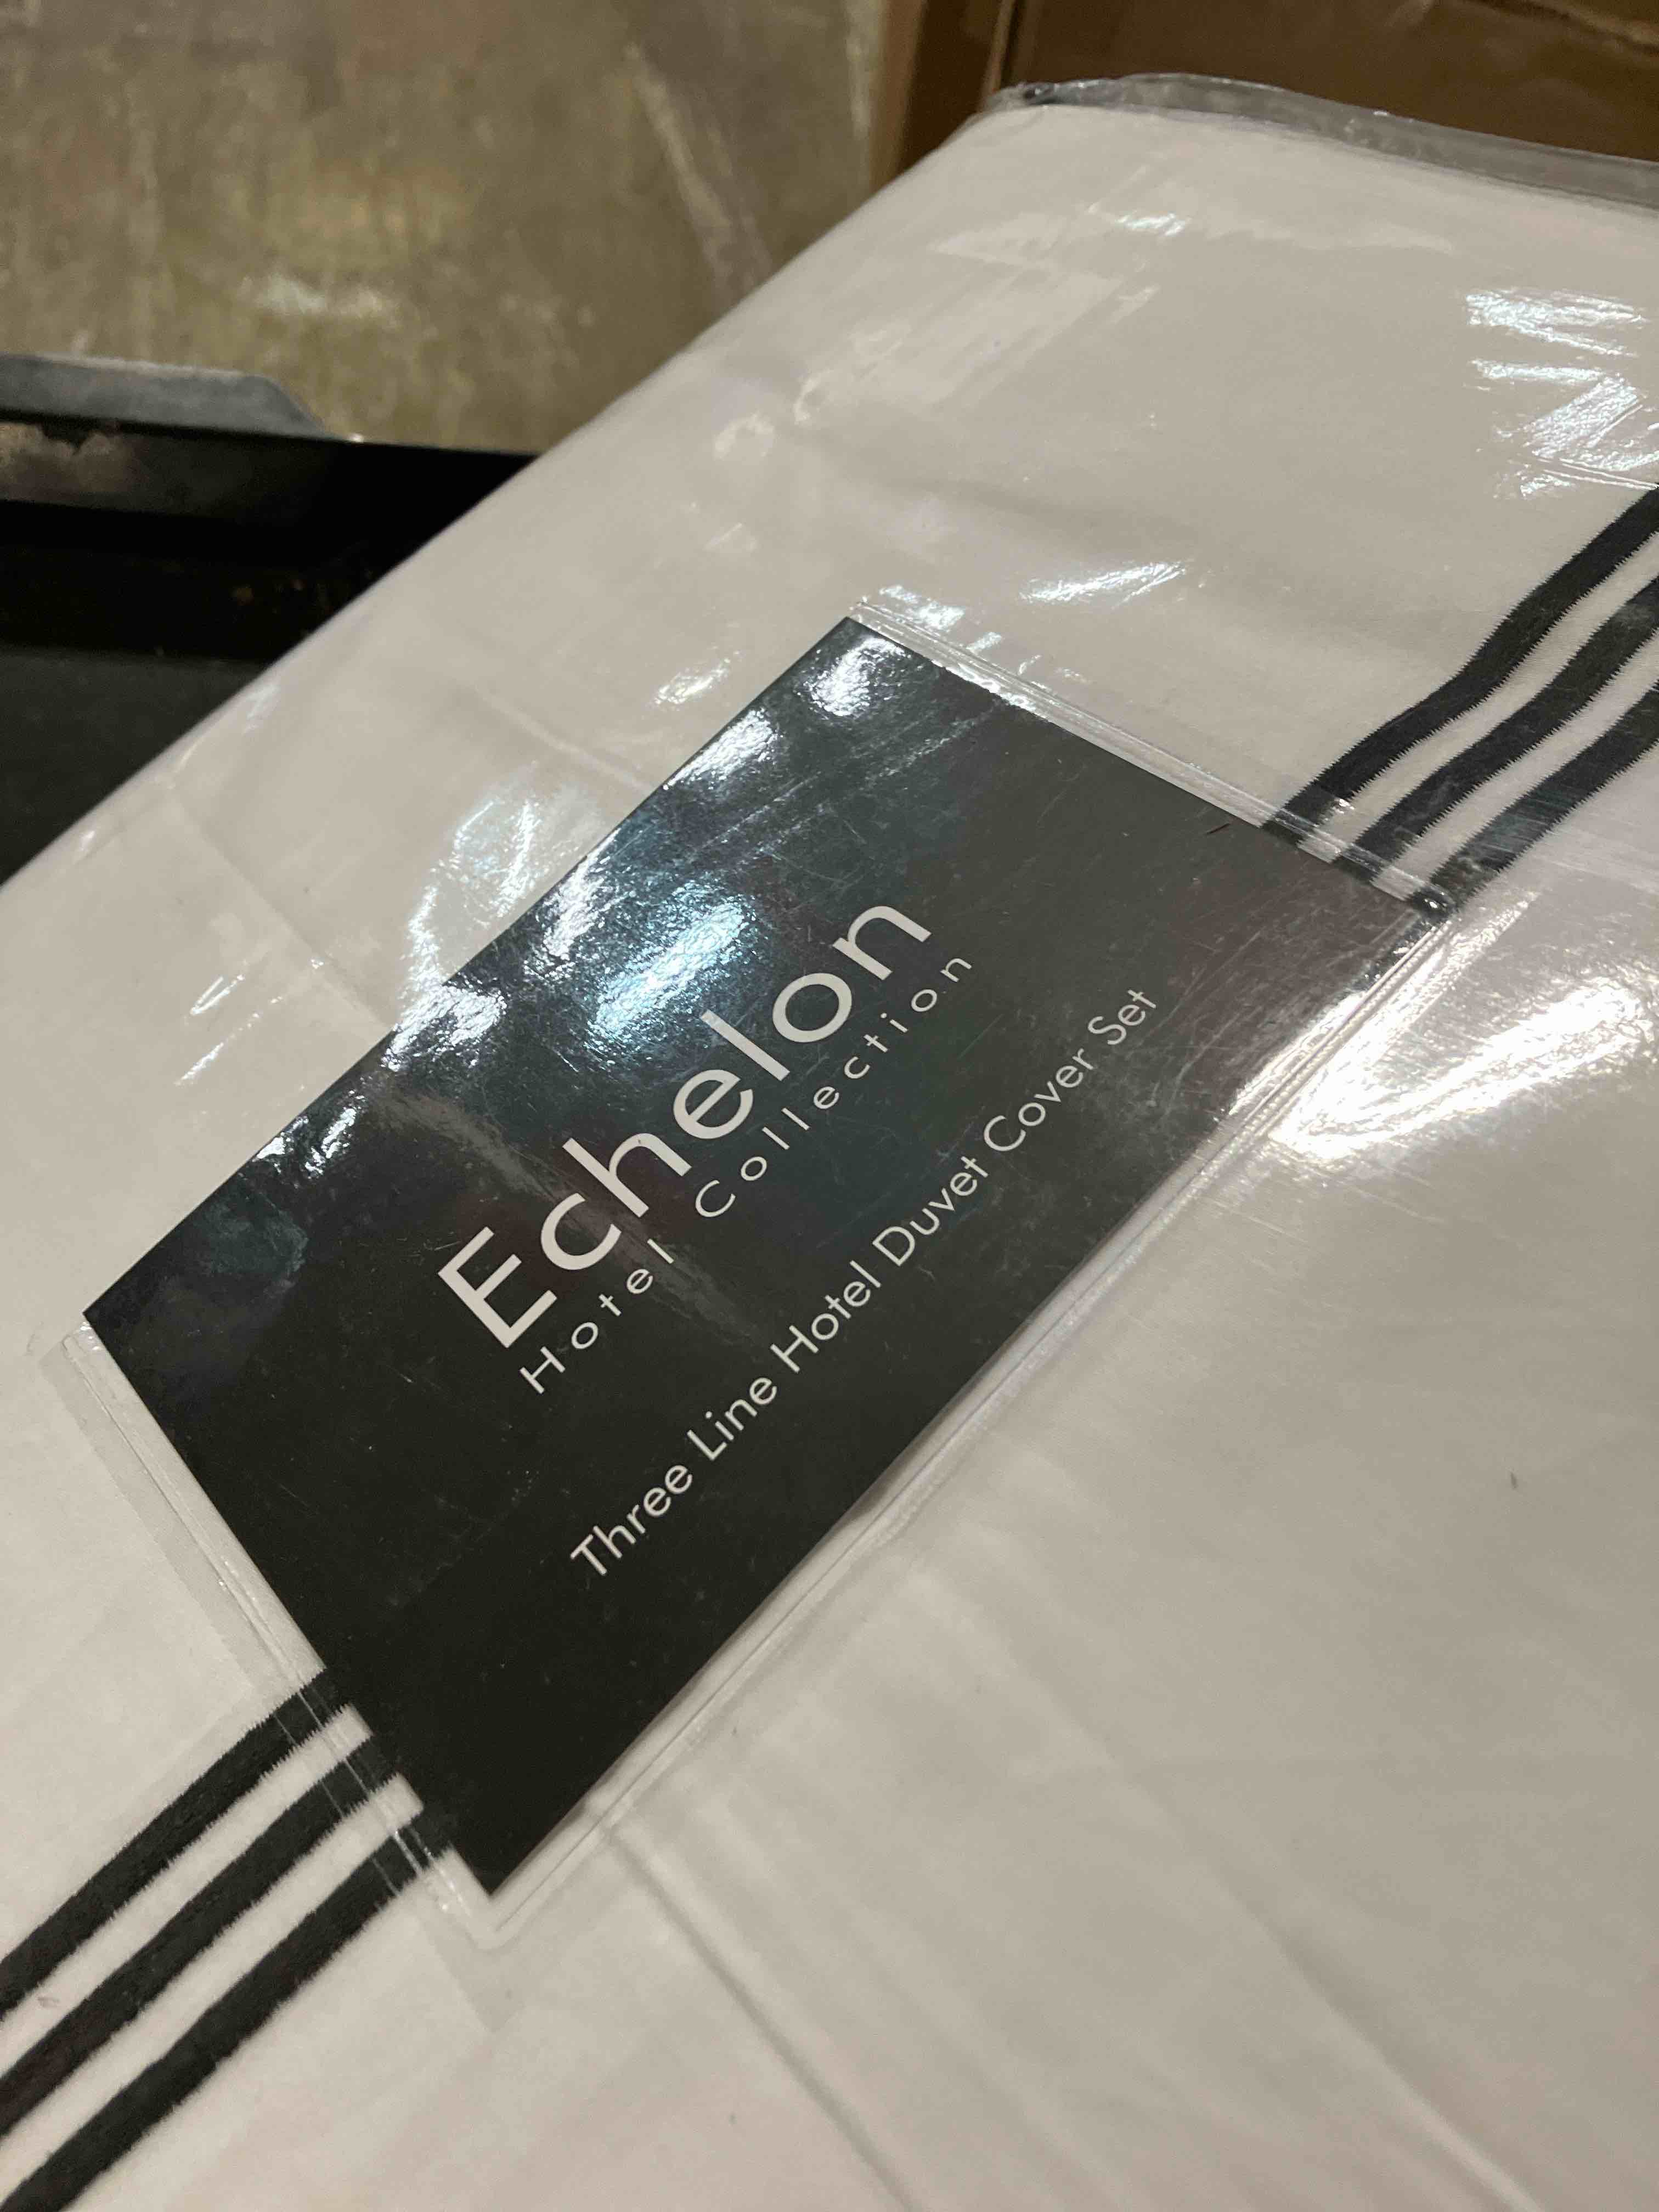 Echelon
Hotel Collection
Three Line Hotel Duvet Cover Set